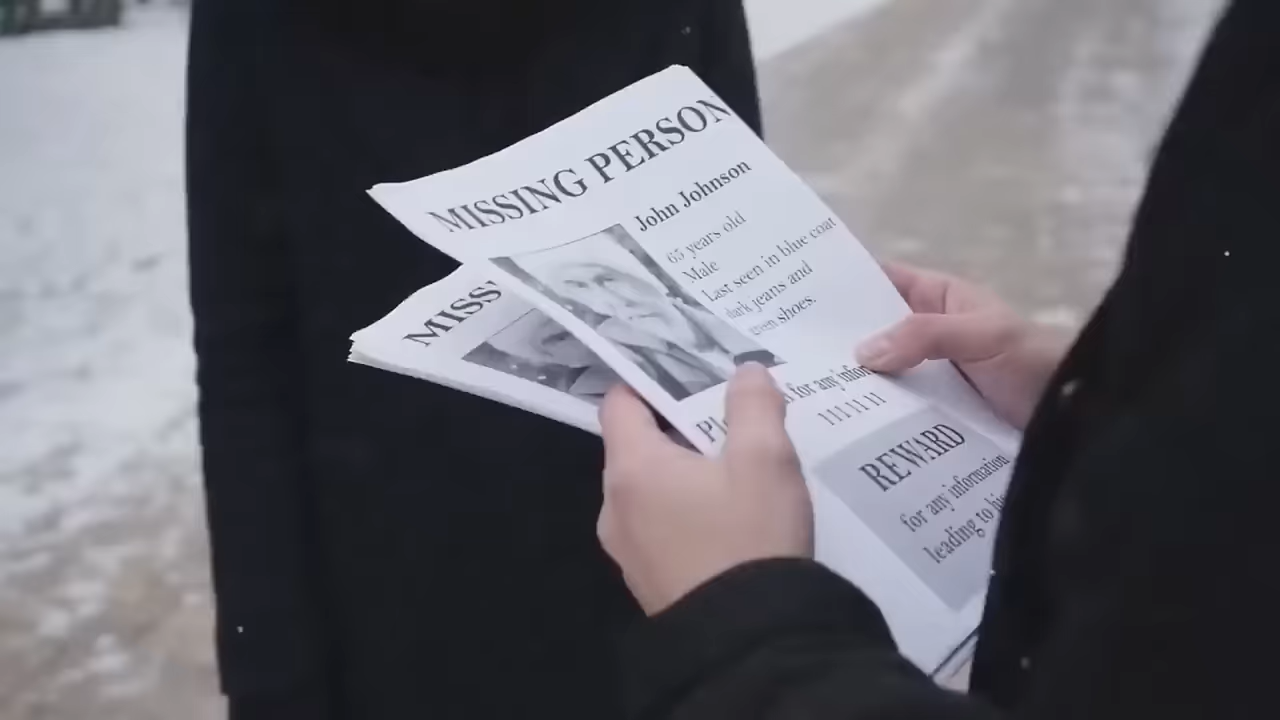 MISSING PERSON
John Johnson
65 years old
Male
Last seen in blue coat
dark jeans and
shoes.
for any
11 11 11
REWARD
for any information
leading to
MISS